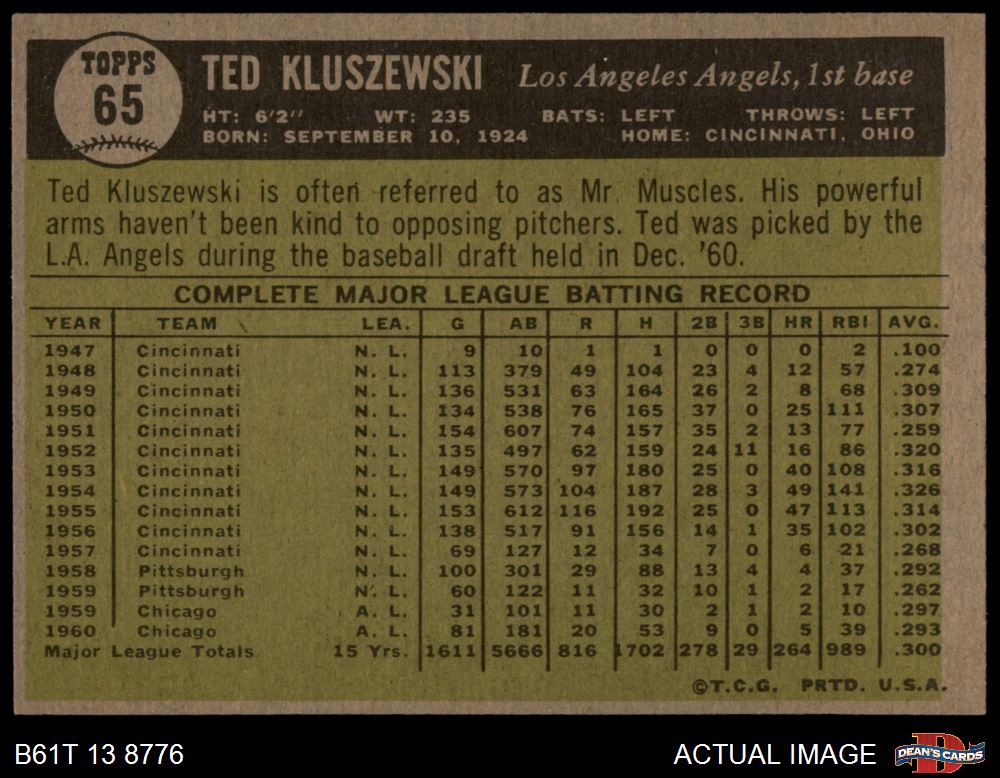 TOPPS
65
TED KLUSZEWSKI Los Angeles Angels, 1st base
HT: 6'2" WT: 235 BATS: LEFT THROWS: LEFT
BORN: SEPTEMBER 10, 1924 HOME: CINCINNATI, OHIO
Ted Kluszewski is often referred to as Mr. Muscles. His powerful
arms haven't been kind to opposing pitchers. Ted was picked by the
L.A. Angels during the baseball draft held in Dec. '60.
COMPLETE MAJOR LEAGUE BATTING RECORD
YEAR TEAM LEA. G AB R H 2B 3B HR RBI AVG.
1947 Cincinnati N. L. 9 10 1 1 0 0 0 2 .100
1948 Cincinnati N. L. 113 379 49 104 23 4 12 57 .274
1949 Cincinnati N. L. 136 531 63 164 26 2 8 68 .309
1950 Cincinnati N. L. 134 538 76 165 37 0 25 111 .307
1951 Cincinnati N. L. 154 607 74 157 35 2 13 77 .259
1952 Cincinnati N. L. 135 497 62 159 24 11 16 86 .320
1953 Cincinnati N. L. 149 570 97 180 25 0 40 108 .316
1954 Cincinnati N. L. 149 573 104 187 28 3 49 141 .326
1955 Cincinnati N. L. 153 612 116 192 25 0 47 113 .314
1956 Cincinnati N. L. 138 517 91 156 14 1 35 102 .302
1957 Cincinnati N. L. 69 127 12 34 7 0 6 21 .268
1958 Pittsburgh N. L. 100 301 29 88 13 4 4 37 .292
1959 Pittsburgh N. L. 60 122 11 32 10 1 2 17 .262
1959 Chicago A. L. 31 101 11 30 2 1 2 10 .297
1960 Chicago A. L. 81 181 20 53 9 0 5 39 .293
Major League Totals 15 Yrs. 1611 5666 816 1702 278 29 264 989 .300
©T.C.G. PRTD. U.S.A.
B61T 13 8776 ACTUAL IMAGE DEAN'S CARDS